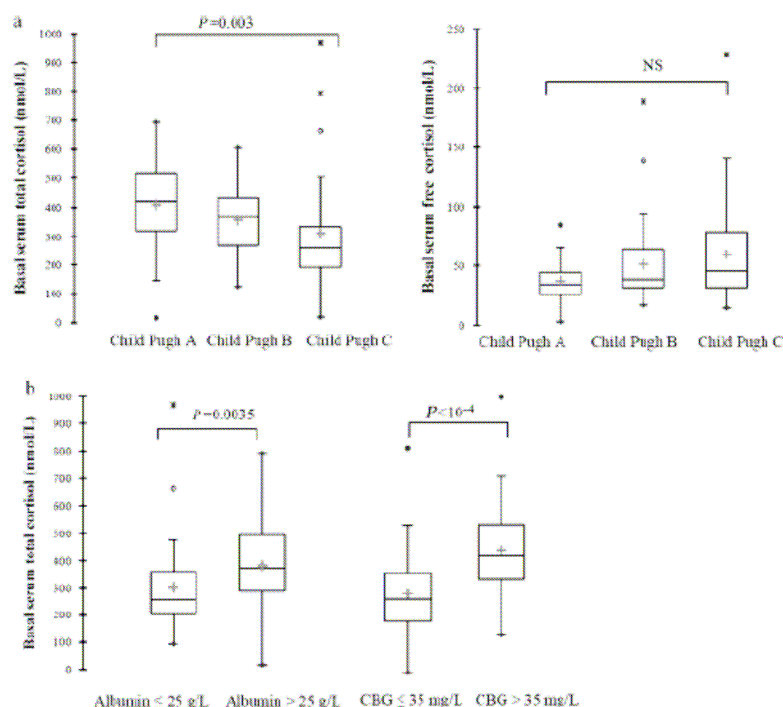 a
P=0.003
Basal serum total cortisol (nmol/L)
1000
900
800
700
600
500
400
300
200
100
0
Child Pugh A
Child Pugh B
Child Pugh C
NS
Basal serum free cortisol (nmol/L)
250
200
150
100
50
0
Child Pugh A
Child Pugh B
Child Pugh C
b
P=0.0035
P<10⁻⁴
Basal serum total cortisol (nmol/L)
1000
900
800
700
600
500
400
300
200
100
0
Albumin < 25 g/L
Albumin > 25 g/L
CBG ≤ 35 mg/L
CBG > 35 mg/L